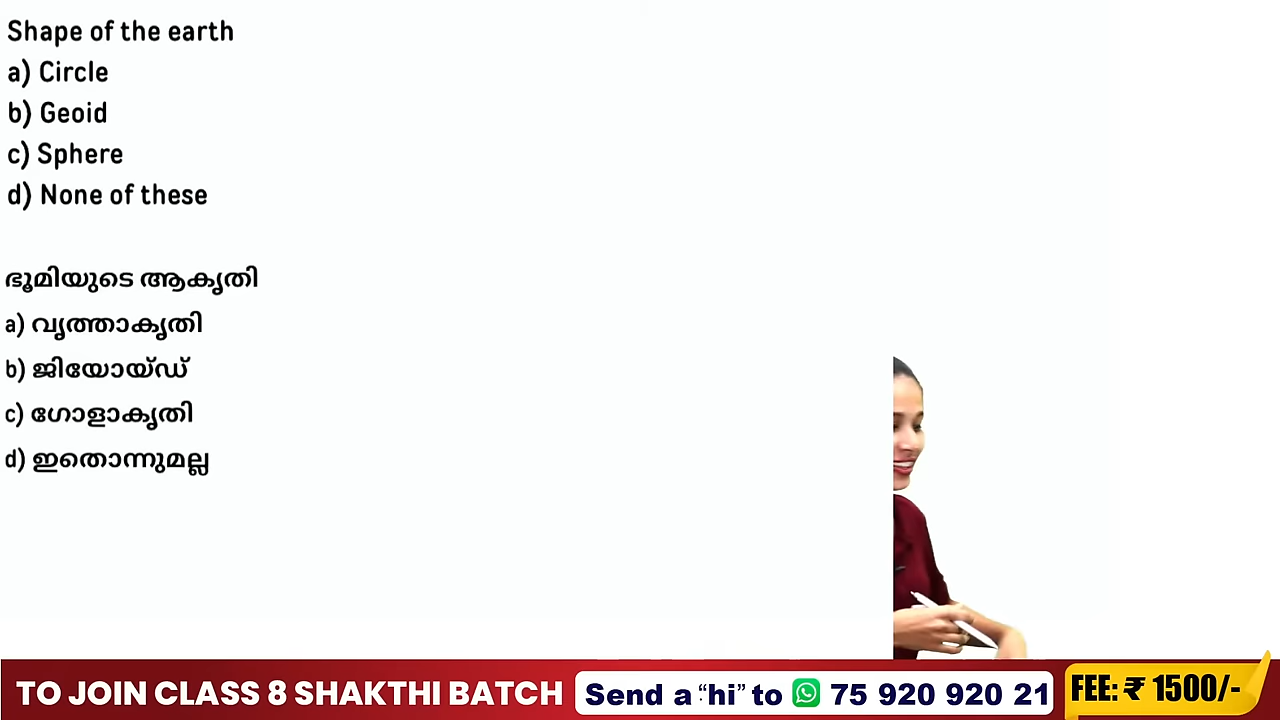 Shape of the earth
a) Circle
b) Geoid
c) Sphere
d) None of these
ഭൂമിയുടെ ആകൃതി
a) വൃത്താകൃതി
b) ജിയോയ്ഡ്
c) ഗോളാകൃതി
d) ഇതൊന്നുമല്ല
TO JOIN CLASS 8 SHAKTHI BATCH Send a “hi” to 75 920 920 21 FEE: ₹ 1500/-